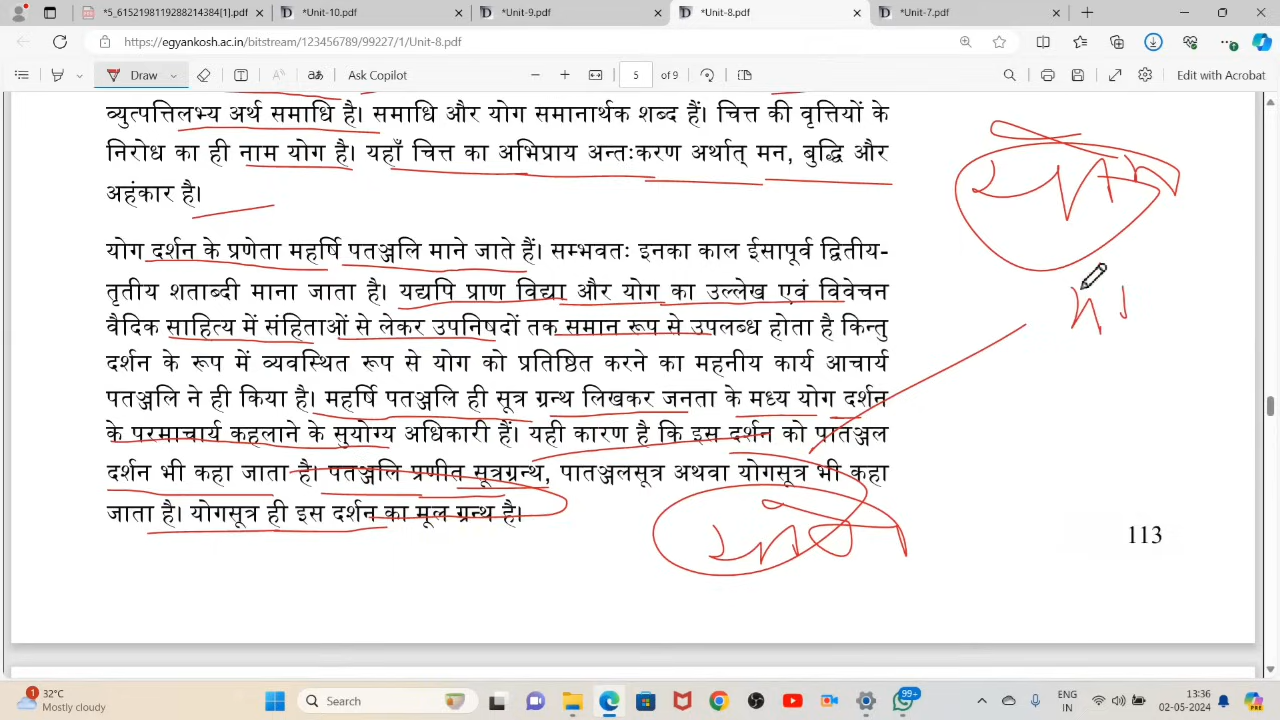 *5_6152198119288214384[1].pdf
*Unit-10.pdf
*Unit-9.pdf
*Unit-8.pdf
*Unit-7.pdf
https://egyankosh.ac.in/bitstream/123456789/99227/1/Unit-8.pdf
Draw
Ask Copilot
5 of 9
Edit with Acrobat
व्युत्पत्तिलभ्य अर्थ समाधि है। समाधि और योग समानार्थक शब्द हैं। चित्त की वृत्तियों के
निरोध का ही नाम योग है। यहाँ चित्त का अभिप्राय अन्तःकरण अर्थात् मन, बुद्धि और
अहंकार है।
योग दर्शन के प्रणेता महर्षि पतञ्जलि माने जाते हैं। सम्भवतः इनका काल ईसापूर्व द्वितीय-
तृतीय शताब्दी माना जाता है। यद्यपि प्राण विद्या और योग का उल्लेख एवं विवेचन
वैदिक साहित्य में संहिताओं से लेकर उपनिषदों तक समान रूप से उपलब्ध होता है किन्तु
दर्शन के रूप में व्यवस्थित रूप से योग को प्रतिष्ठित करने का महनीय कार्य आचार्य
पतञ्जलि ने ही किया है। महर्षि पतञ्जलि ही सूत्र ग्रन्थ लिखकर जनता के मध्य योग दर्शन
के परमाचार्य कहलाने के सुयोग्य अधिकारी हैं। यही कारण है कि इस दर्शन को पातञ्जल
दर्शन भी कहा जाता है। पतञ्जलि प्रणीत सूत्रग्रन्थ, पातञ्जलसूत्र अथवा योगसूत्र भी कहा
जाता है। योगसूत्र ही इस दर्शन का मूल ग्रन्थ है।
113
1
32°C
Mostly cloudy
Search
99+
ENG
IN
13:36
02-05-2024